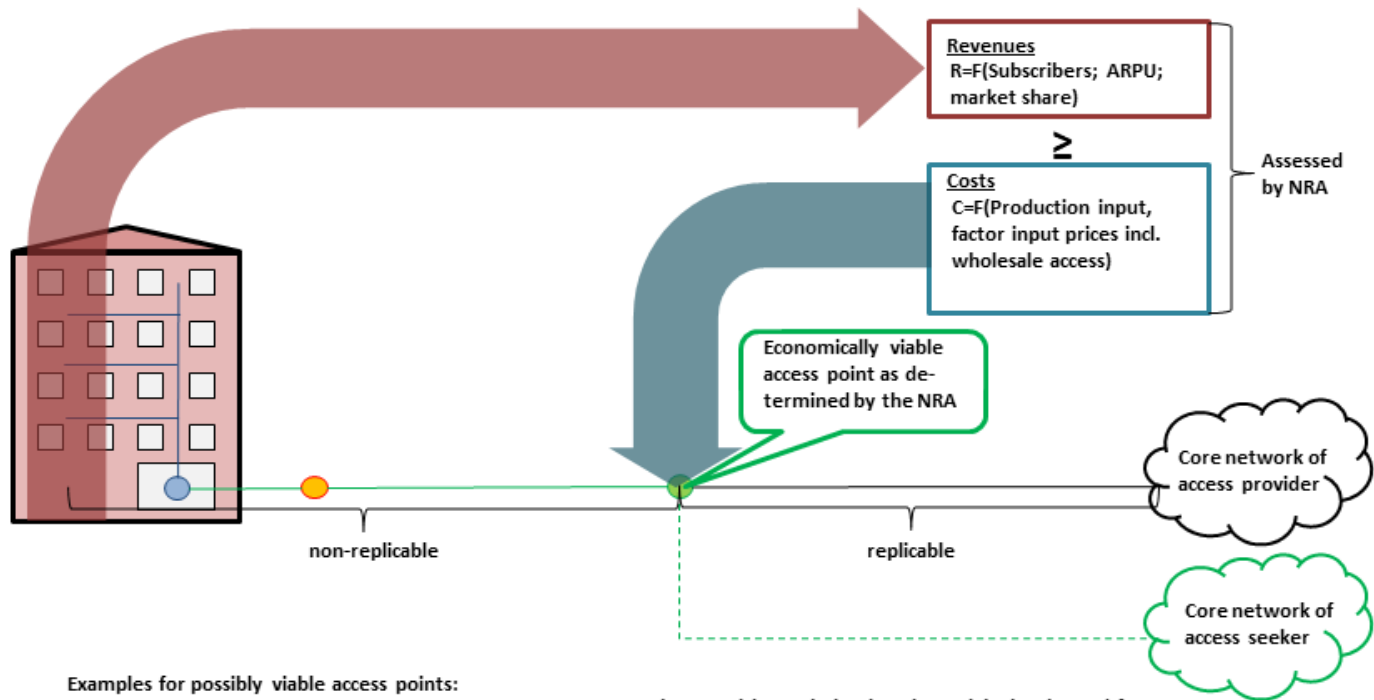 Revenues
R=F(Subscribers; ARPU;
market share)
≥
Costs
C=F(Production input,
factor input prices incl.
wholesale access)
Assessed
by NRA
Economically viable
access point as de-
termined by the NRA
Core network of
access provider
non-replicable
replicable
Core network of
access seeker
Examples for possibly viable access points: